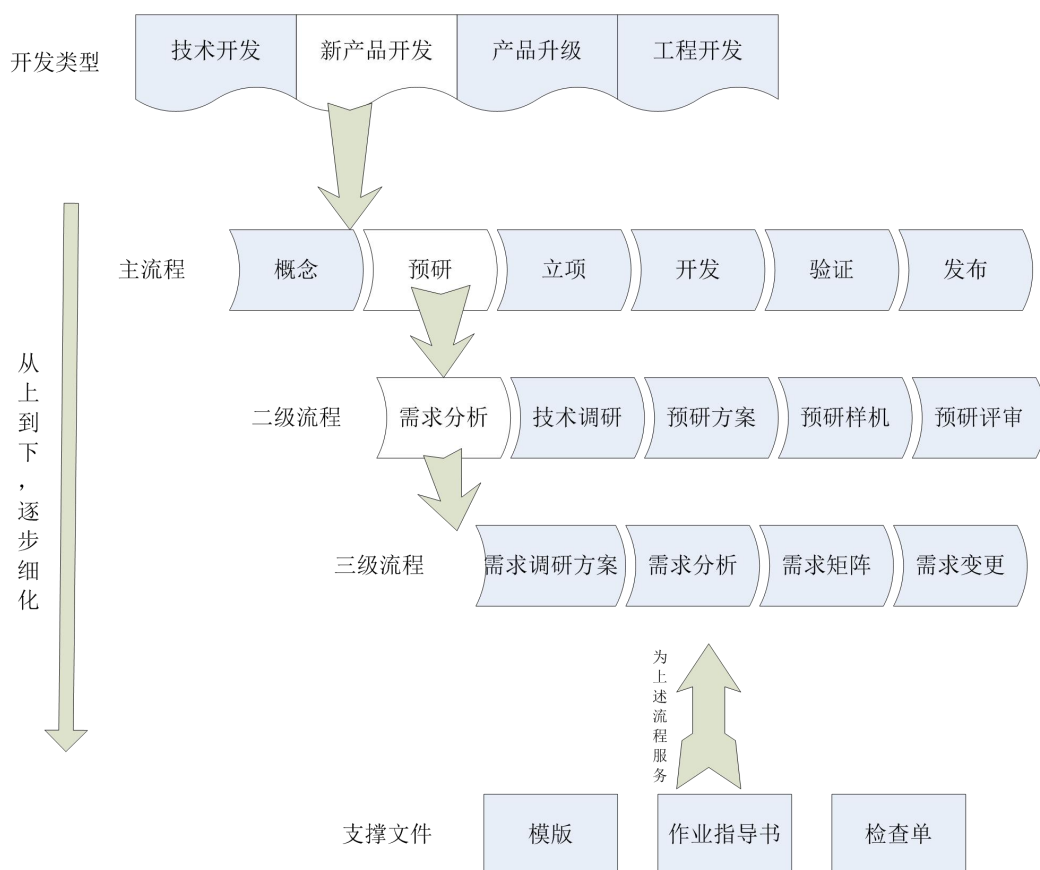 开发类型
技术开发
新产品开发
产品升级
工程开发
主流程
概念
预研
立项
开发
验证
发布
从上到下，逐步细化
二级流程
需求分析
技术调研
预研方案
预研样机
预研评审
三级流程
需求调研方案
需求分析
需求矩阵
需求变更
为上述流程服务
支撑文件
模版
作业指导书
检查单